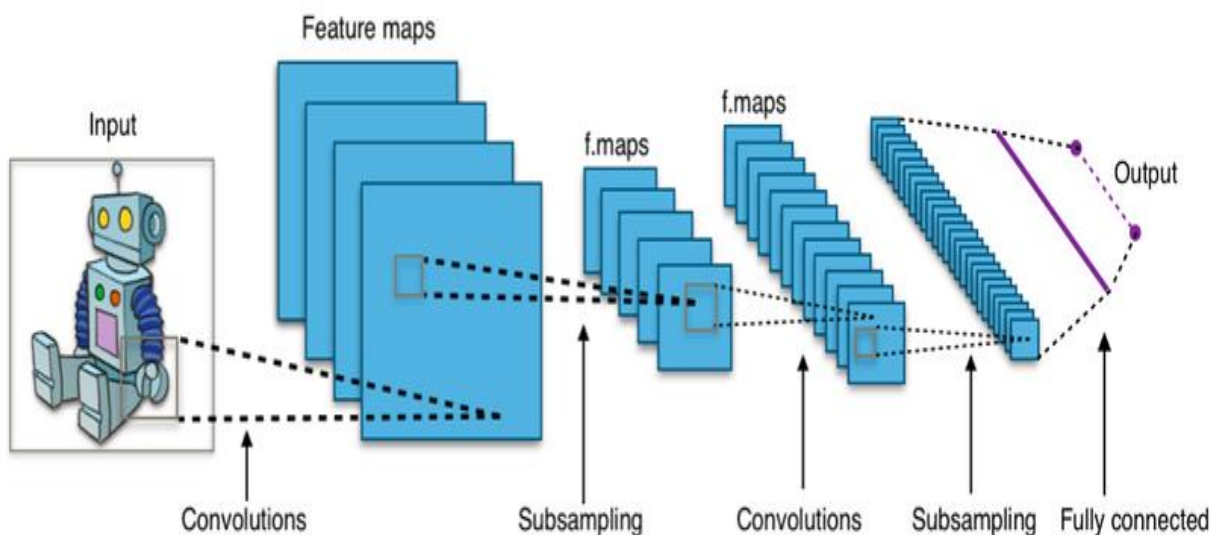 Feature maps
Input
f.maps
f.maps
Output
Convolutions
Subsampling
Convolutions
Subsampling
Fully connected